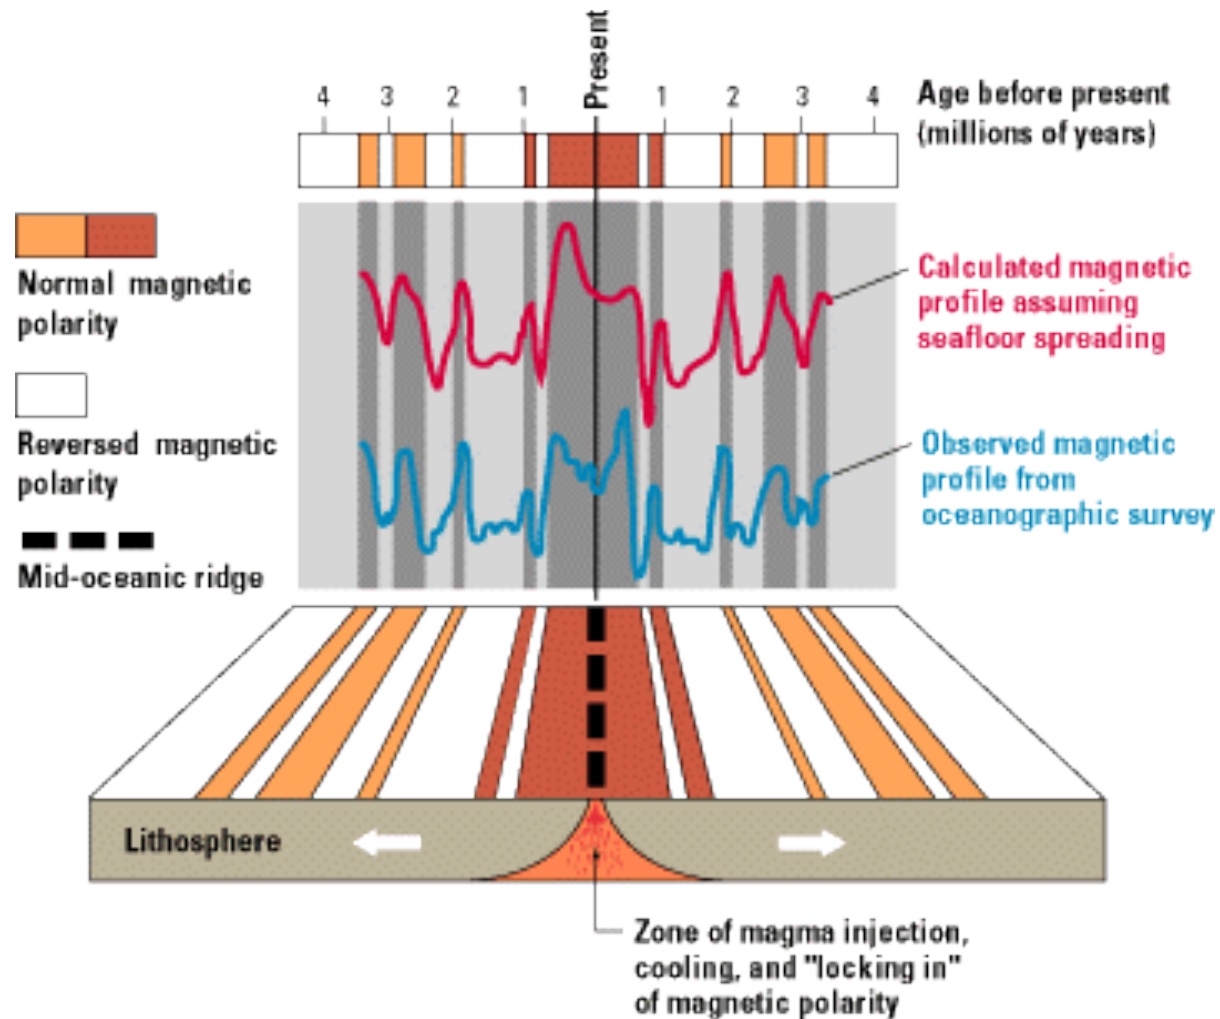 Present
4 3 2 1 1 2 3 4
Age before present
(millions of years)
Normal magnetic
polarity
Reversed magnetic
polarity
Mid-oceanic ridge
Calculated magnetic
profile assuming
seafloor spreading
Observed magnetic
profile from
oceanographic survey
Lithosphere
Zone of magma injection,
cooling, and "locking in"
of magnetic polarity